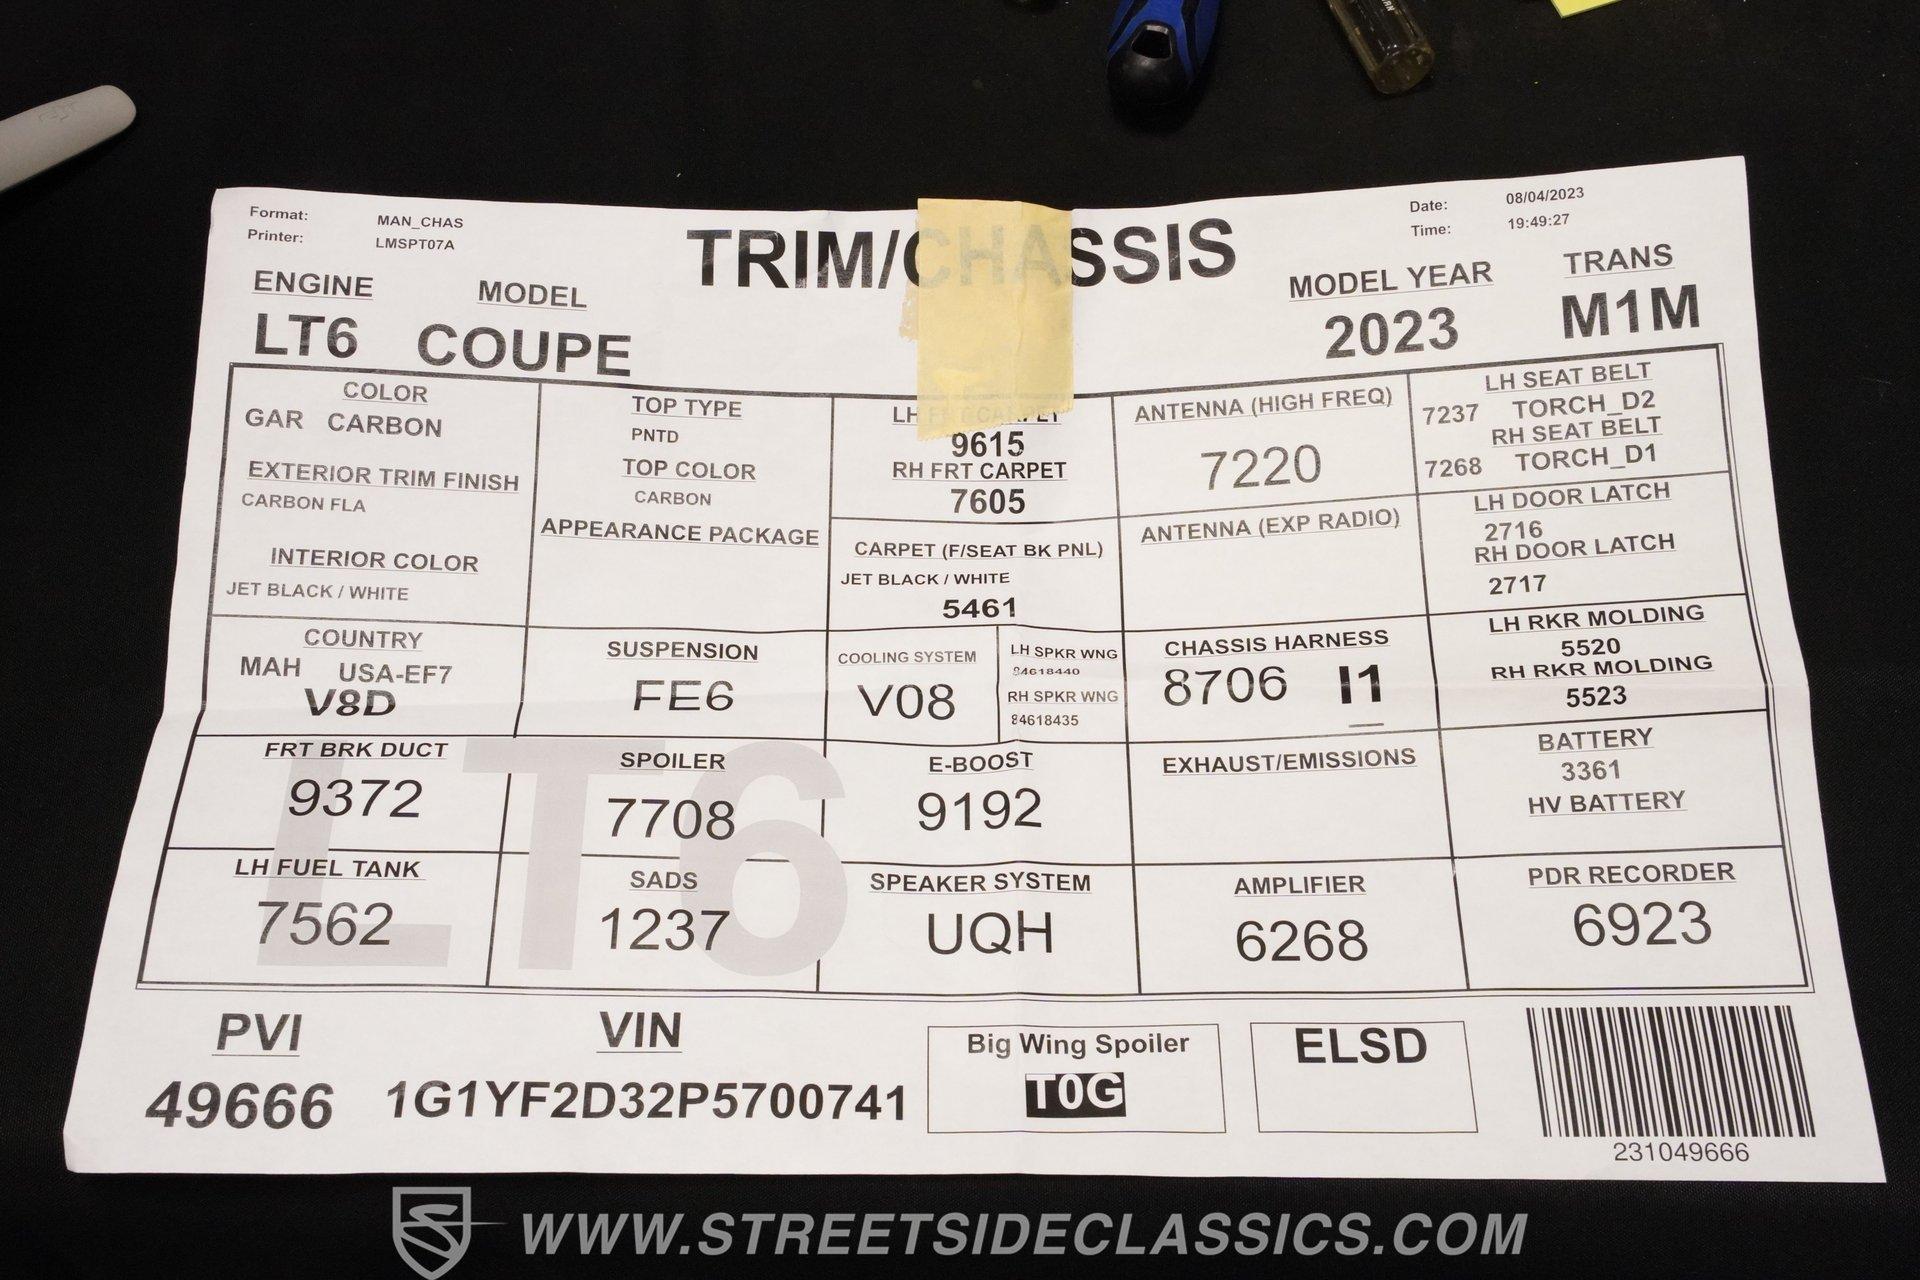 Format: MAN_CHAS
Printer: LMSPT07A
TRIM/CHASSIS
Date: 08/04/2023
Time: 19:49:27
ENGINE MODEL
LT6 COUPE
MODEL YEAR TRANS
2023 M1M
COLOR
GAR CARBON
EXTERIOR TRIM FINISH
CARBON FLA
INTERIOR COLOR
JET BLACK / WHITE
TOP TYPE
PNTD
TOP COLOR
CARBON
APPEARANCE PACKAGE
LH FRT CARPET
9615
RH FRT CARPET
7605
CARPET (F/SEAT BK PNL)
JET BLACK / WHITE
5461
ANTENNA (HIGH FREQ)
7220
ANTENNA (EXP RADIO)
LH SEAT BELT
7237 TORCH_D2
RH SEAT BELT
7268 TORCH_D1
LH DOOR LATCH
2716
RH DOOR LATCH
2717
COUNTRY
MAH USA-EF7
V8D
SUSPENSION
FE6
COOLING SYSTEM
V08
LH SPKR WNG
84618440
RH SPKR WNG
84618435
CHASSIS HARNESS
8706 I1
LH RKR MOLDING
5520
RH RKR MOLDING
5523
FRT BRK DUCT
9372
SPOILER
7708
E-BOOST
9192
EXHAUST/EMISSIONS
BATTERY
3361
HV BATTERY
LT6
LH FUEL TANK
7562
SADS
1237
SPEAKER SYSTEM
UQH
AMPLIFIER
6268
PDR RECORDER
6923
PVI
49666
VIN
1G1YF2D32P5700741
Big Wing Spoiler
T0G
ELSD
231049666
WWW.STREETSIDECLASSICS.COM